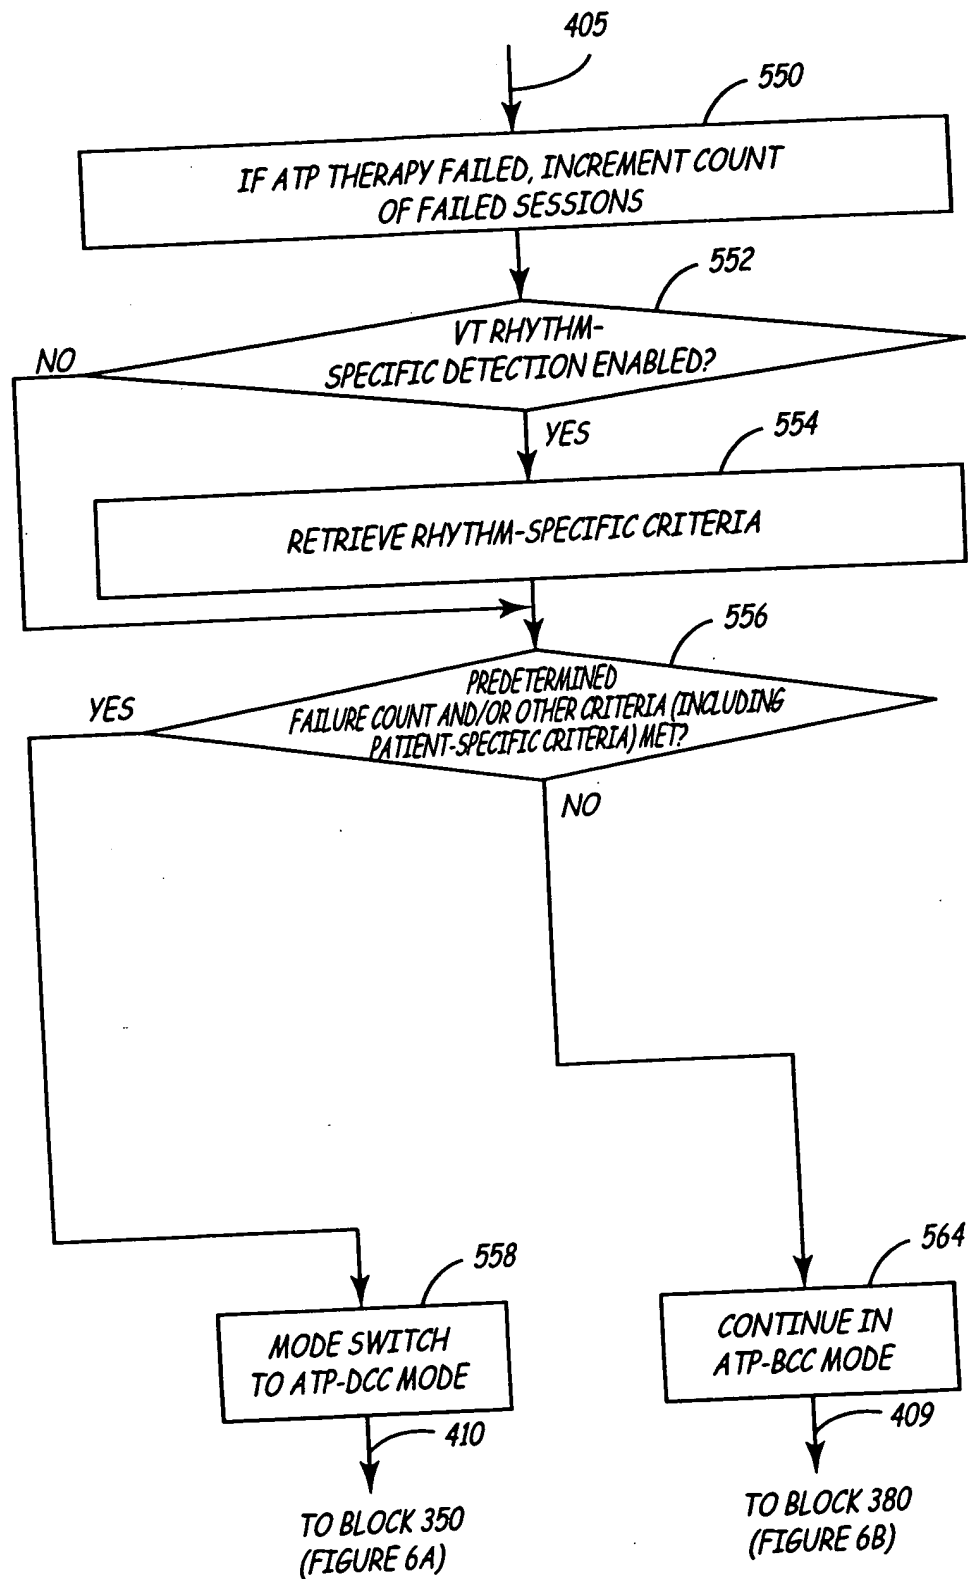 405
550
IF ATP THERAPY FAILED, INCREMENT COUNT
OF FAILED SESSIONS
552
VT RHYTHM-
SPECIFIC DETECTION ENABLED?
NO
YES
554
RETRIEVE RHYTHM-SPECIFIC CRITERIA
556
PREDETERMINED
FAILURE COUNT AND/OR OTHER CRITERIA (INCLUDING
PATIENT-SPECIFIC CRITERIA) MET?
YES
NO
558
MODE SWITCH
TO ATP-DCC MODE
564
CONTINUE IN
ATP-BCC MODE
410
409
TO BLOCK 350
(FIGURE 6A)
TO BLOCK 380
(FIGURE 6B)